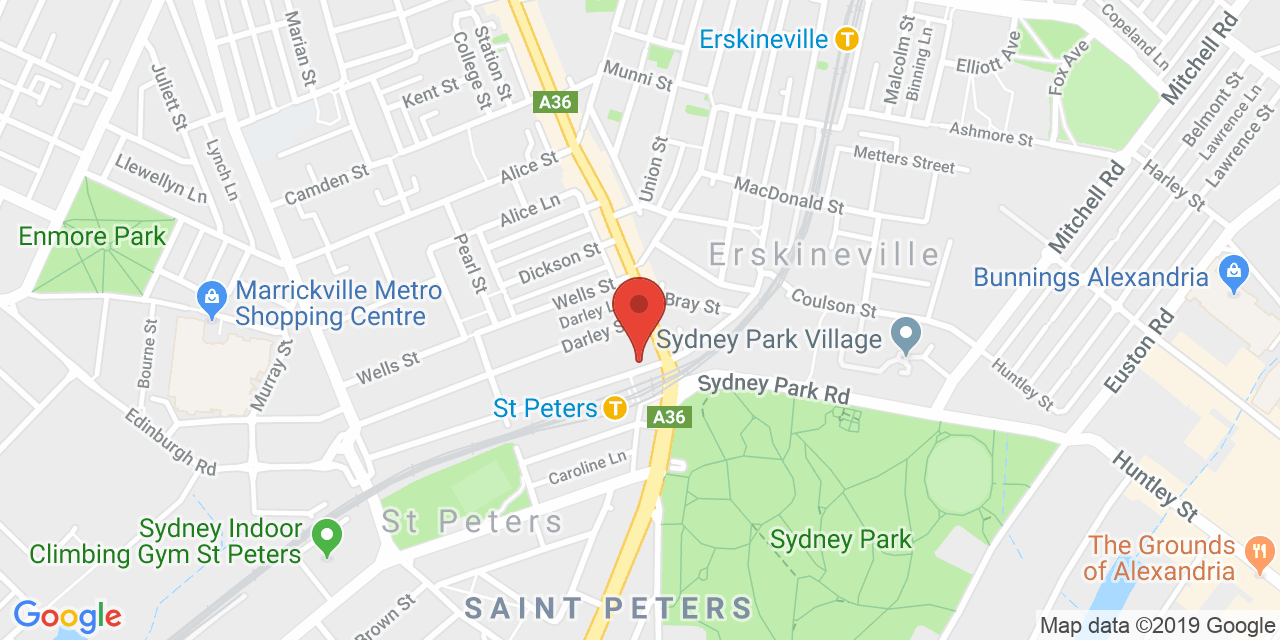 Marian St
Station St
College St
Kent St
Munni St
Erskineville
T
Malcolm St
Binning Ln
Elliott Ave
Fox Ave
Copeland Ln
Mitchell Rd
Juliett St
Lynch Ln
A36
Belmont St
Lawrence Ln
Lawrence St
Ashmore St
Metters Street
Harley St
Llewellyn Ln
Camden St
Alice St
Union St
MacDonald St
Mitchell Rd
Alice Ln
Enmore Park
Pearl St
Dickson St
Erskineville
Bunnings Alexandria
Marrickville Metro
Shopping Centre
Wells St
Darley L
Darley S
Bray St
Coulson St
Sydney Park Village
Euston Rd
Bourne St
Murray St
Wells St
Huntley St
Sydney Park Rd
St Peters
T
A36
Edinburgh Rd
Caroline Ln
Huntley St
St Peters
Sydney Indoor
Climbing Gym St Peters
Sydney Park
The Grounds
of Alexandria
SAINT PETERS
Brown St
Google
Map data ©2019 Google